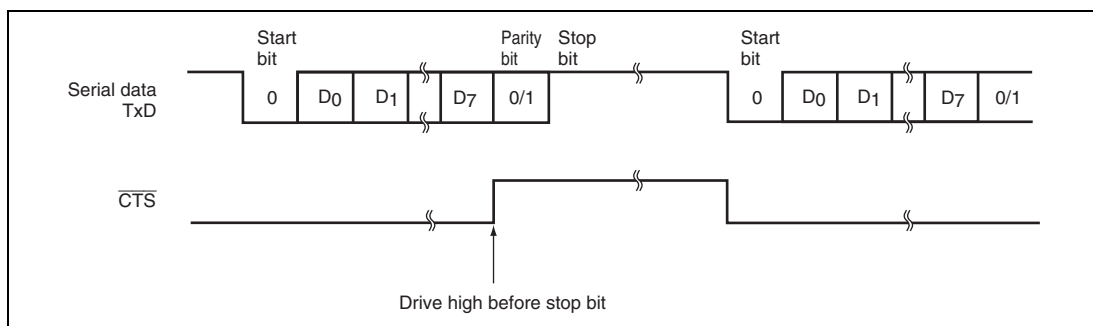 Start bit
Parity bit
Stop bit
Start bit
Serial data TxD
0
D0
D1
D7
0/1
0
D0
D1
D7
0/1
CTS
Drive high before stop bit